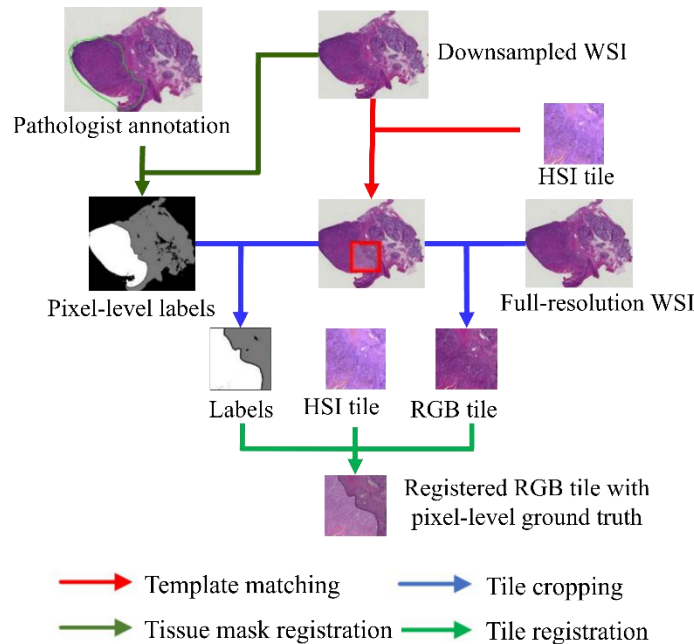 Downsampled WSI
Pathologist annotation
HSI tile
Pixel-level labels
Full-resolution WSI
Labels
HSI tile
RGB tile
Registered RGB tile with
pixel-level ground truth
Template matching
Tile cropping
Tissue mask registration
Tile registration